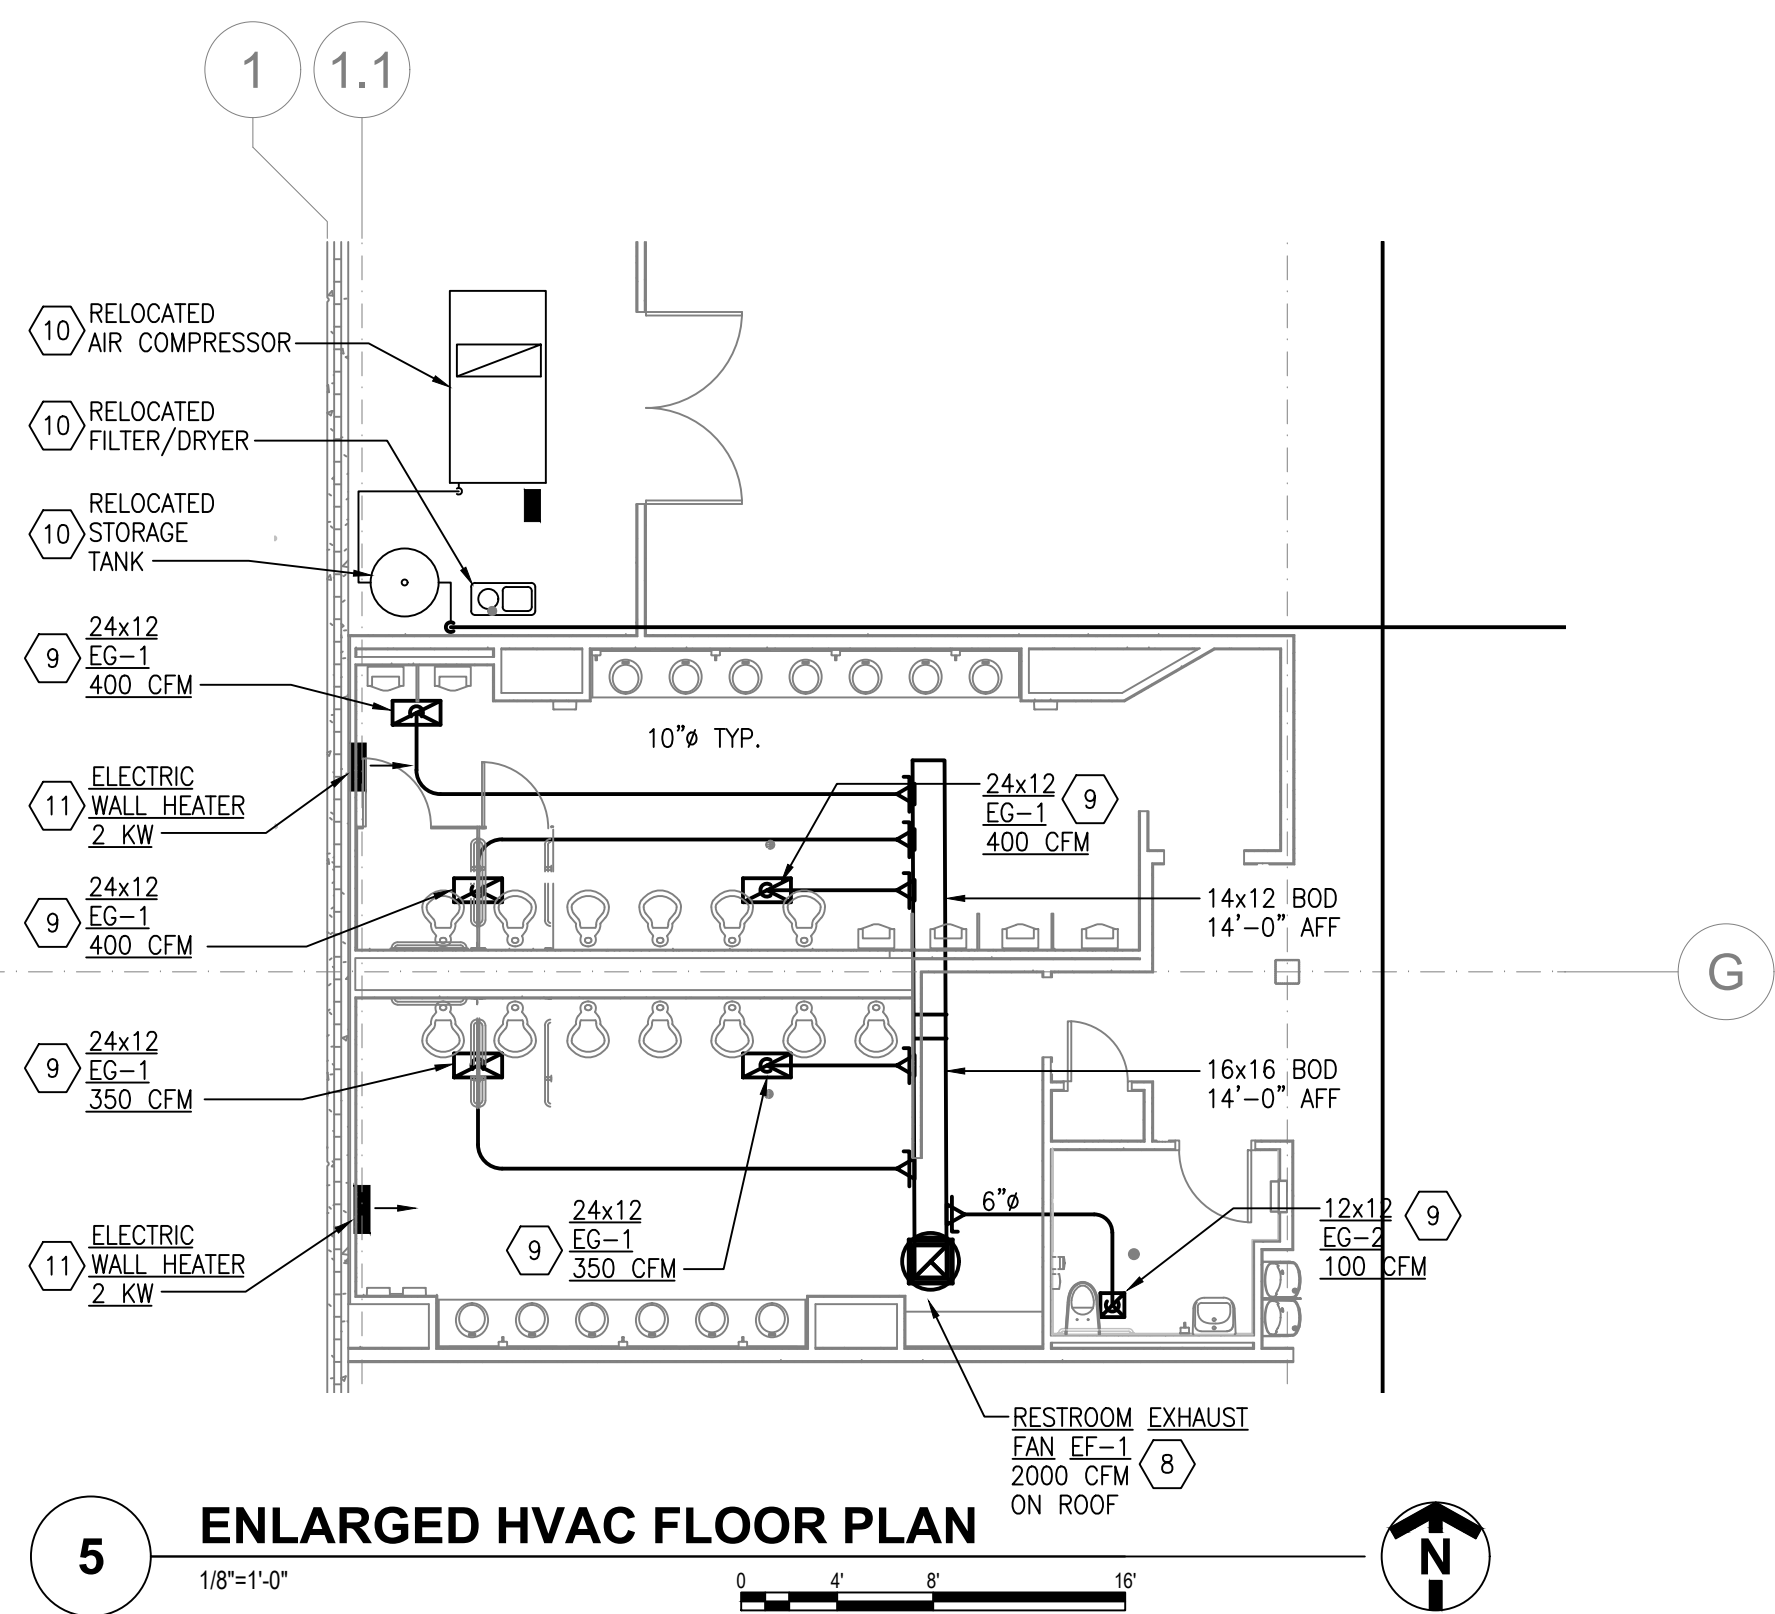 1
1.1
10
RELOCATED
AIR COMPRESSOR
10
RELOCATED
FILTER/DRYER
10
RELOCATED
STORAGE
TANK
9
24x12
EG-1
400 CFM
10"ø TYP.
11
ELECTRIC
WALL HEATER
2 KW
24x12
EG-1
400 CFM
9
9
24x12
EG-1
400 CFM
14x12 BOD
14'-0" AFF
G
9
24x12
EG-1
350 CFM
16x16 BOD
14'-0" AFF
6"ø
9
24x12
EG-1
350 CFM
12x12
EG-2
100 CFM
9
11
ELECTRIC
WALL HEATER
2 KW
RESTROOM EXHAUST
FAN EF-1
2000 CFM
ON ROOF
8
5
ENLARGED HVAC FLOOR PLAN
1/8"=1'-0"
0 4' 8' 16'
N